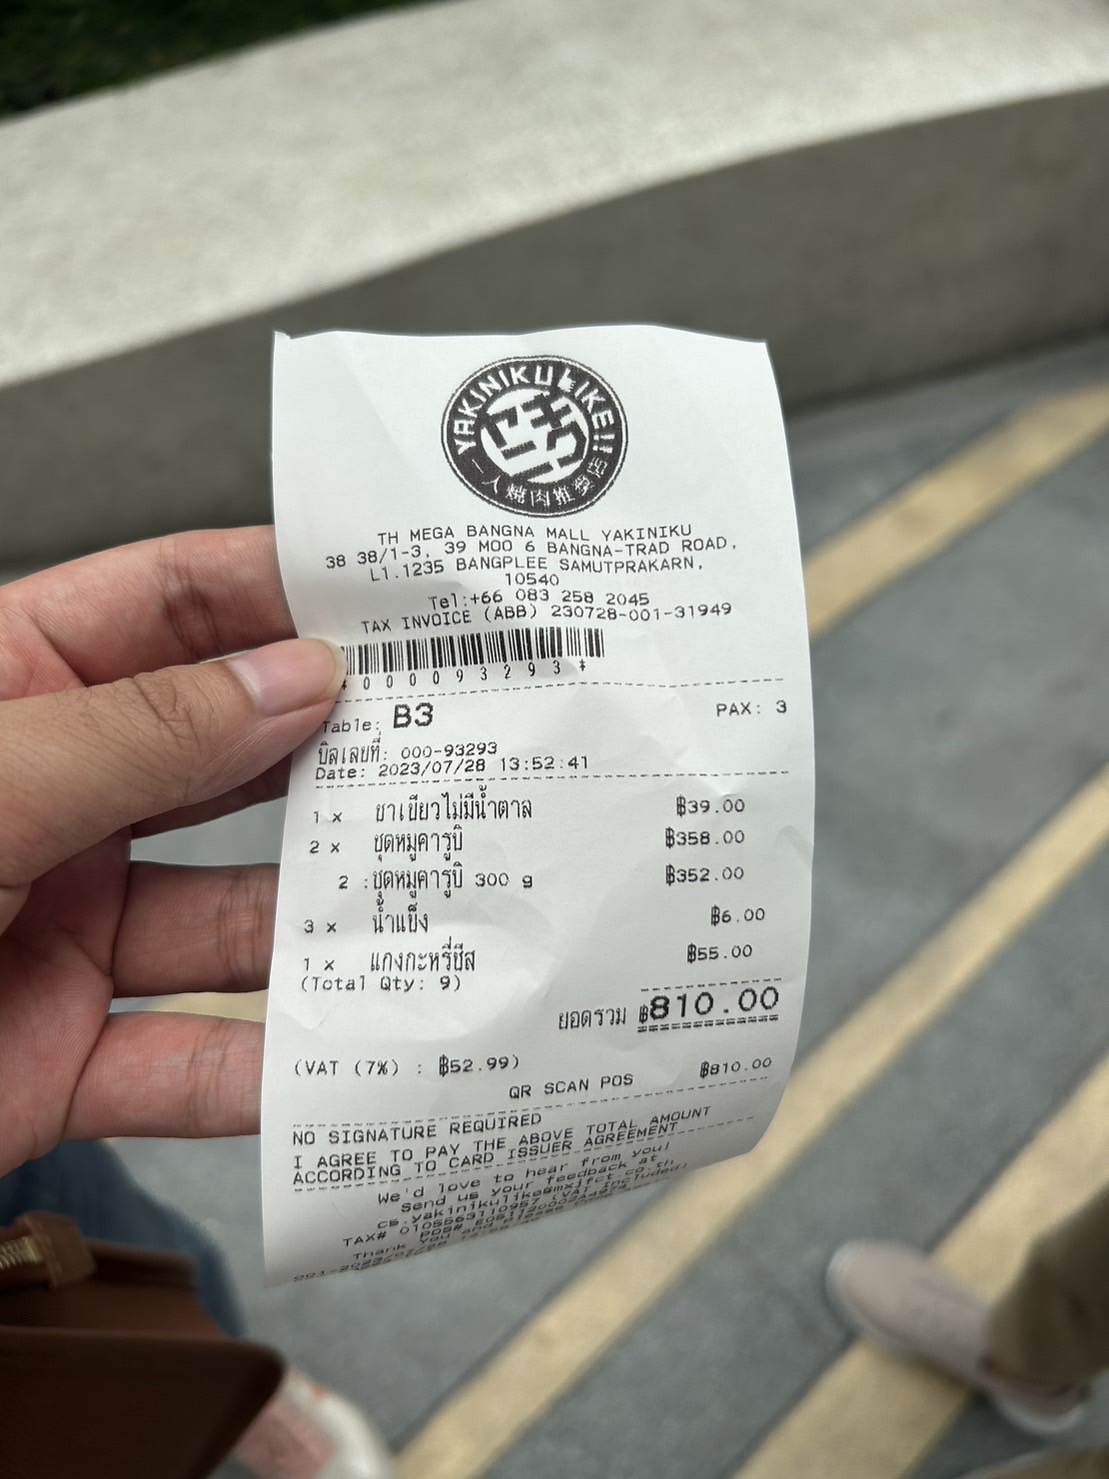 YAKINIKU LIKE!!
一人燒肉推奨店
TH MEGA BANGNA MALL YAKINIKU
38 38/1-3, 39 MOO 6 BANGNA-TRAD ROAD,
L1.1235 BANGPLEE SAMUTPRAKARN,
10540
Tel:+66 083 258 2045
TAX INVOICE (ABB) 230728-001-31949
000093293*
Table: B3 PAX: 3
บิลเลขที่: 000-93293
Date: 2023/07/28 13:52:41
1 x ชาเขียวไม่มีน้ำตาล ฿39.00
2 x ชุดหมูคารูบิ ฿358.00
2 :ชุดหมูคารูบิ 300 g ฿352.00
3 x น้ำแข็ง ฿6.00
1 x แกงกะหรี่ชีส ฿55.00
(Total Qty: 9)
ยอดรวม ฿810.00
(VAT (7%) : ฿52.99)
QR SCAN POS ฿810.00
NO SIGNATURE REQUIRED
I AGREE TO PAY THE ABOVE TOTAL AMOUNT
ACCORDING TO CARD ISSUER AGREEMENT
We'd love to hear from you!
Send us your feedback at
cs.yakinikulike@mxjfct.co.th
TAX# 0105563110957 (VAT Included)
POS#
Thank You and Please